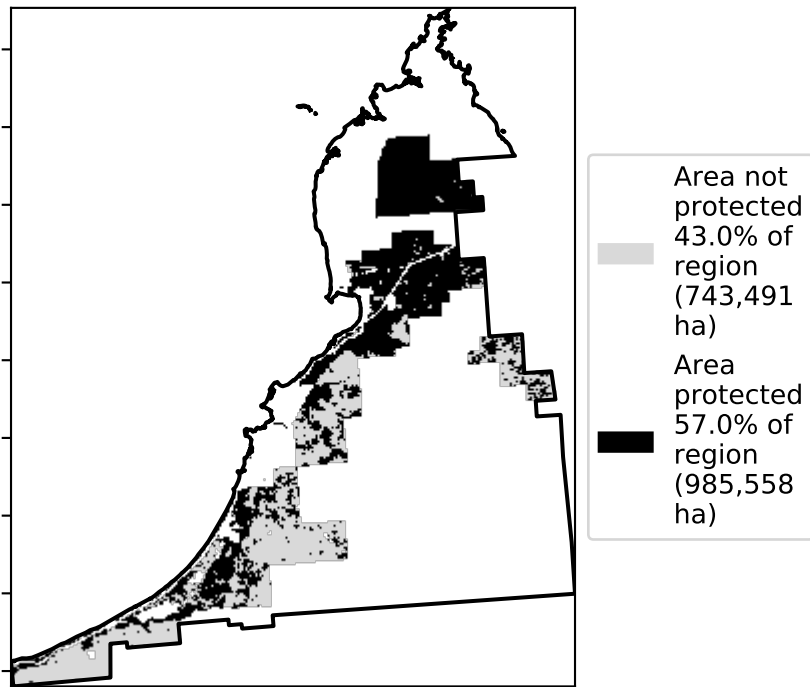 Area not
protected
43.0% of
region
(743,491
ha)
Area
protected
57.0% of
region
(985,558
ha)